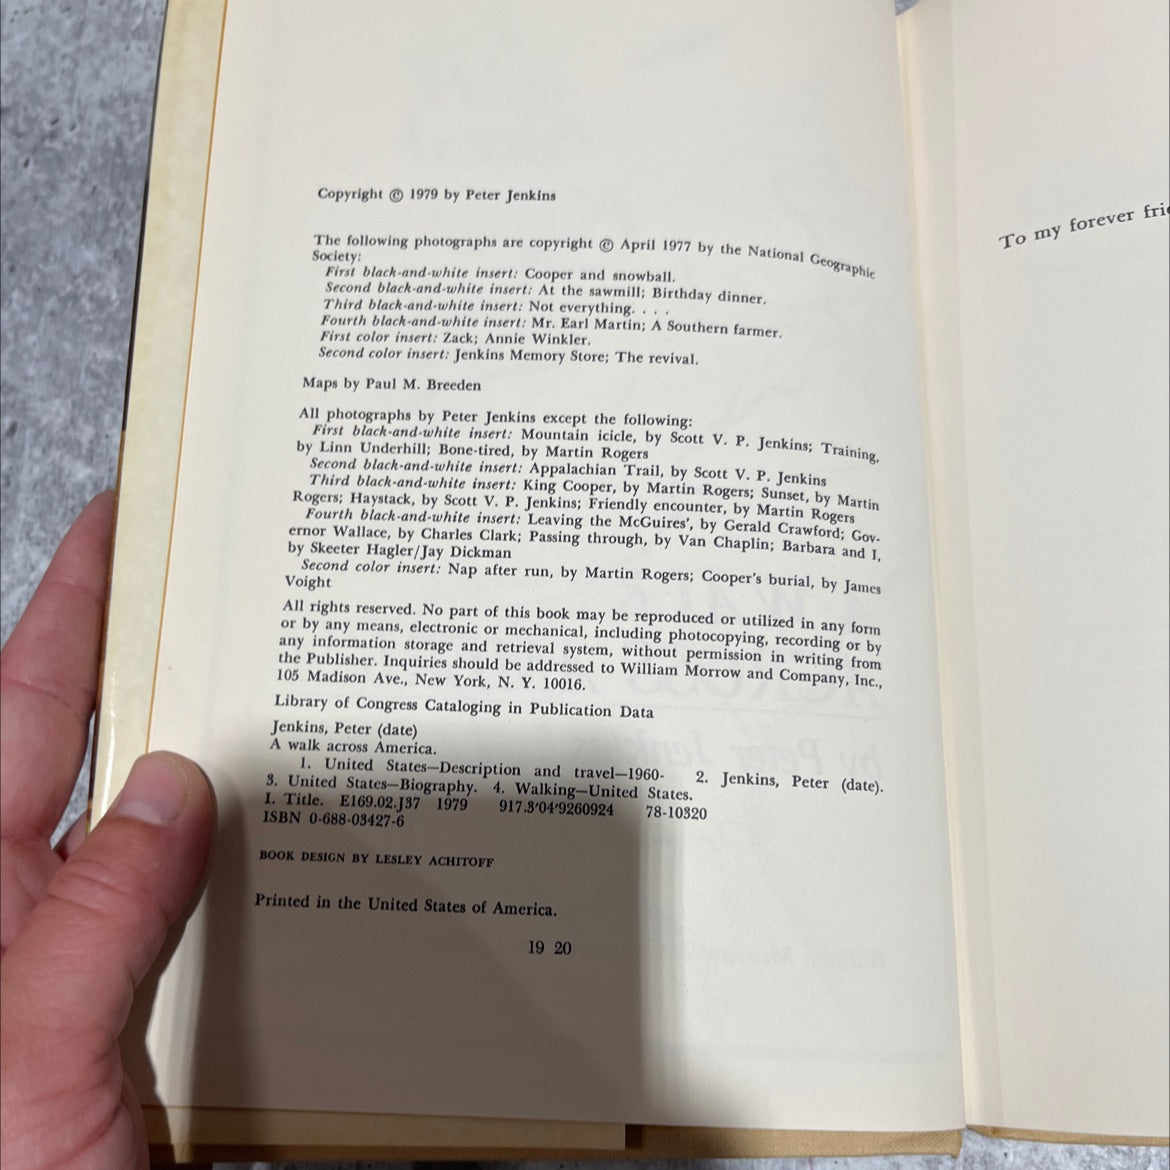 Copyright © 1979 by Peter Jenkins
The following photographs are copyright © April 1977 by the National Geographic
Society:
First black-and-white insert: Cooper and snowball.
Second black-and-white insert: At the sawmill; Birthday dinner.
Third black-and-white insert: Not everything. . . .
Fourth black-and-white insert: Mr. Earl Martin; A Southern farmer.
First color insert: Zack; Annie Winkler.
Second color insert: Jenkins Memory Store; The revival.
Maps by Paul M. Breeden
All photographs by Peter Jenkins except the following:
First black-and-white insert: Mountain icicle, by Scott V. P. Jenkins; Training,
by Linn Underhill; Bone-tired, by Martin Rogers
Second black-and-white insert: Appalachian Trail, by Scott V. P. Jenkins
Third black-and-white insert: King Cooper, by Martin Rogers; Sunset, by Martin
Rogers; Haystack, by Scott V. P. Jenkins; Friendly encounter, by Martin Rogers
Fourth black-and-white insert: Leaving the McGuires', by Gerald Crawford; Gov-
ernor Wallace, by Charles Clark; Passing through, by Van Chaplin; Barbara and I,
by Skeeter Hagler/Jay Dickman
Second color insert: Nap after run, by Martin Rogers; Cooper's burial, by James
Voight
All rights reserved. No part of this book may be reproduced or utilized in any form
or by any means, electronic or mechanical, including photocopying, recording or by
any information storage and retrieval system, without permission in writing from
the Publisher. Inquiries should be addressed to William Morrow and Company, Inc.,
105 Madison Ave., New York, N. Y. 10016.
Library of Congress Cataloging in Publication Data
Jenkins, Peter (date)
A walk across America.
1. United States—Description and travel—1960- 2. Jenkins, Peter (date).
3. United States—Biography. 4. Walking—United States.
I. Title. E169.02.J37 1979 917.3'04'9260924 78-10320
ISBN 0-688-03427-6
BOOK DESIGN BY LESLEY ACHITOFF
Printed in the United States of America.
19 20
To my forever